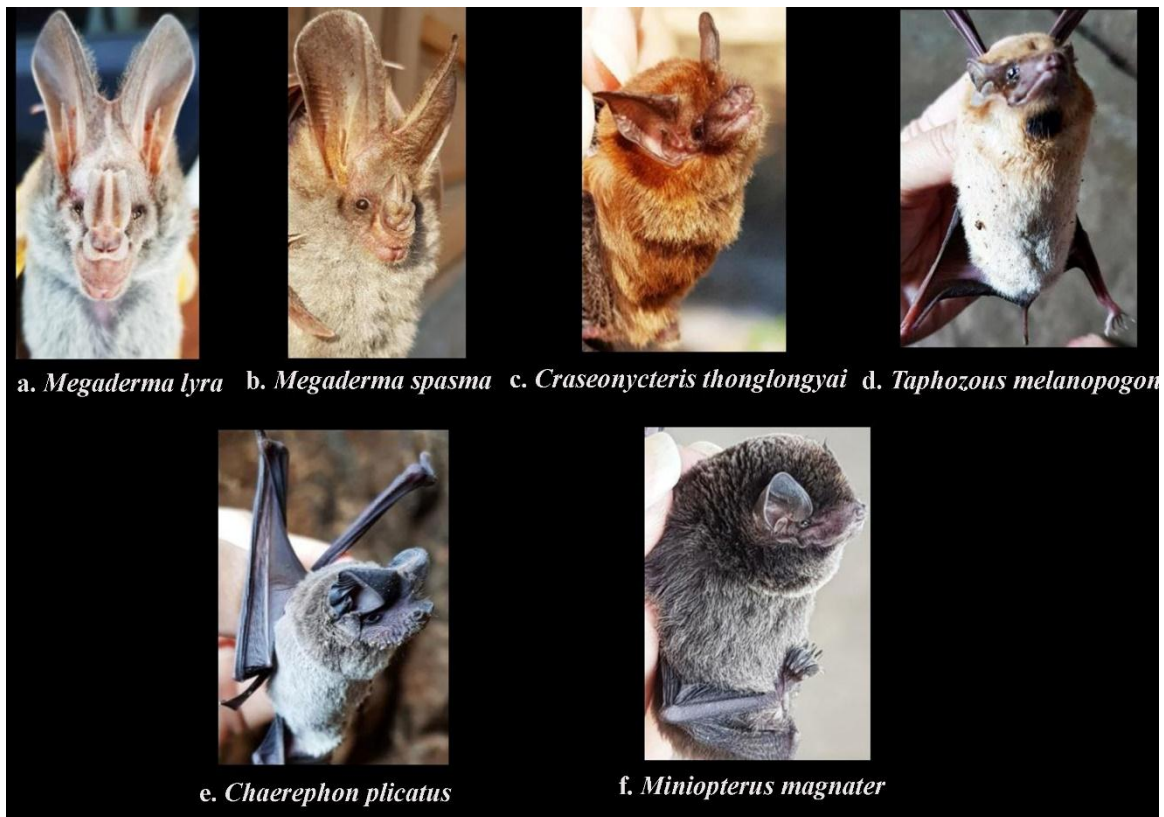 a. Megaderma lyra
b. Megaderma spasma
c. Craseonycteris thonglongyai
d. Taphozous melanopogon
e. Chaerephon plicatus
f. Miniopterus magnater